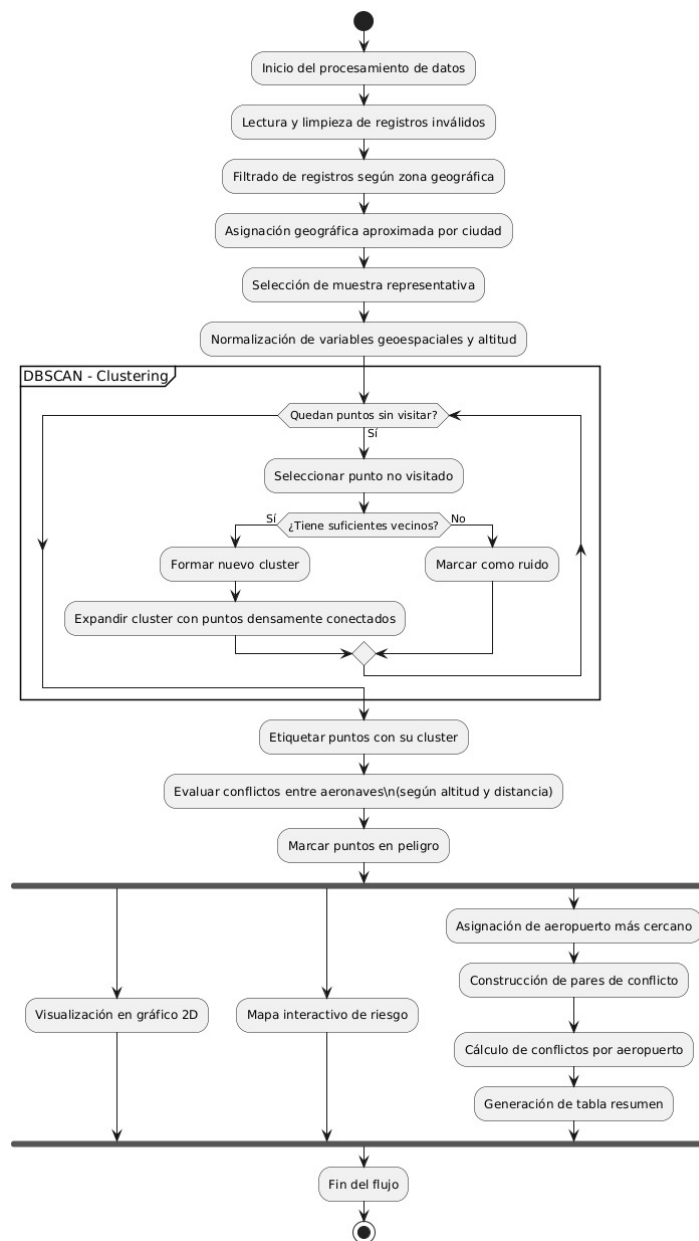 Inicio del procesamiento de datos
Lectura y limpieza de registros inválidos
Filtrado de registros según zona geográfica
Asignación geográfica aproximada por ciudad
Selección de muestra representativa
Normalización de variables geoespaciales y altitud
DBSCAN - Clustering
Quedan puntos sin visitar?
Sí
Seleccionar punto no visitado
Sí
¿Tiene suficientes vecinos?
No
Formar nuevo cluster
Marcar como ruido
Expandir cluster con puntos densamente conectados
Etiquetar puntos con su cluster
Evaluar conflictos entre aeronaves\n(según altitud y distancia)
Marcar puntos en peligro
Asignación de aeropuerto más cercano
Construcción de pares de conflicto
Visualización en gráfico 2D
Mapa interactivo de riesgo
Cálculo de conflictos por aeropuerto
Generación de tabla resumen
Fin del flujo